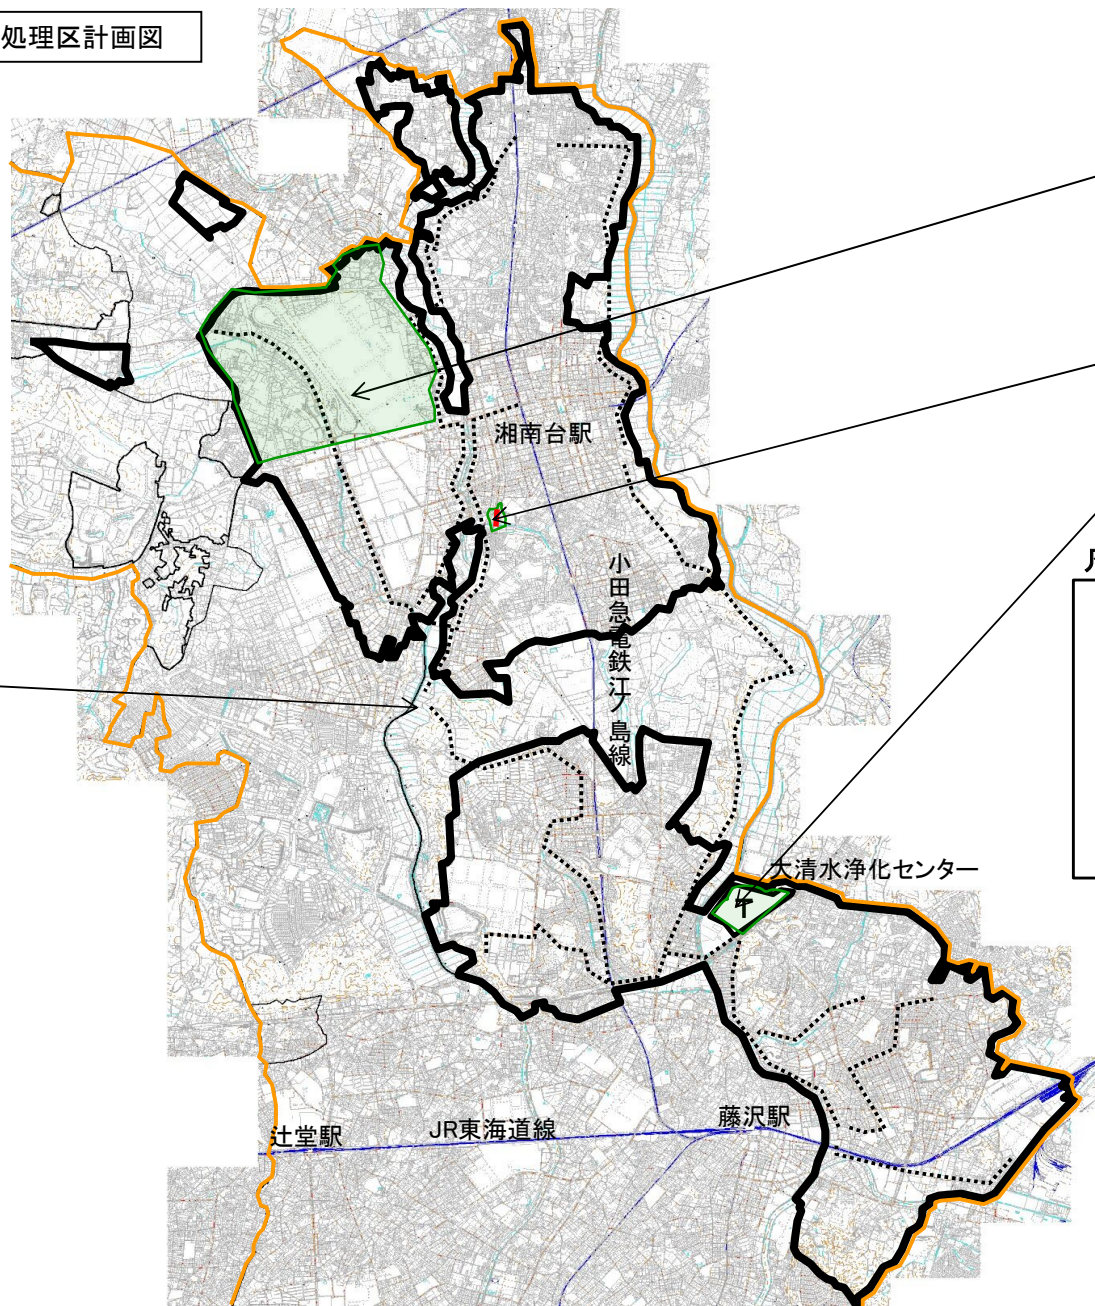 処理区計画図
湘南台駅
小田急電鉄江ノ島線
大清水浄化センター
T
藤沢駅
JR東海道線
辻堂駅